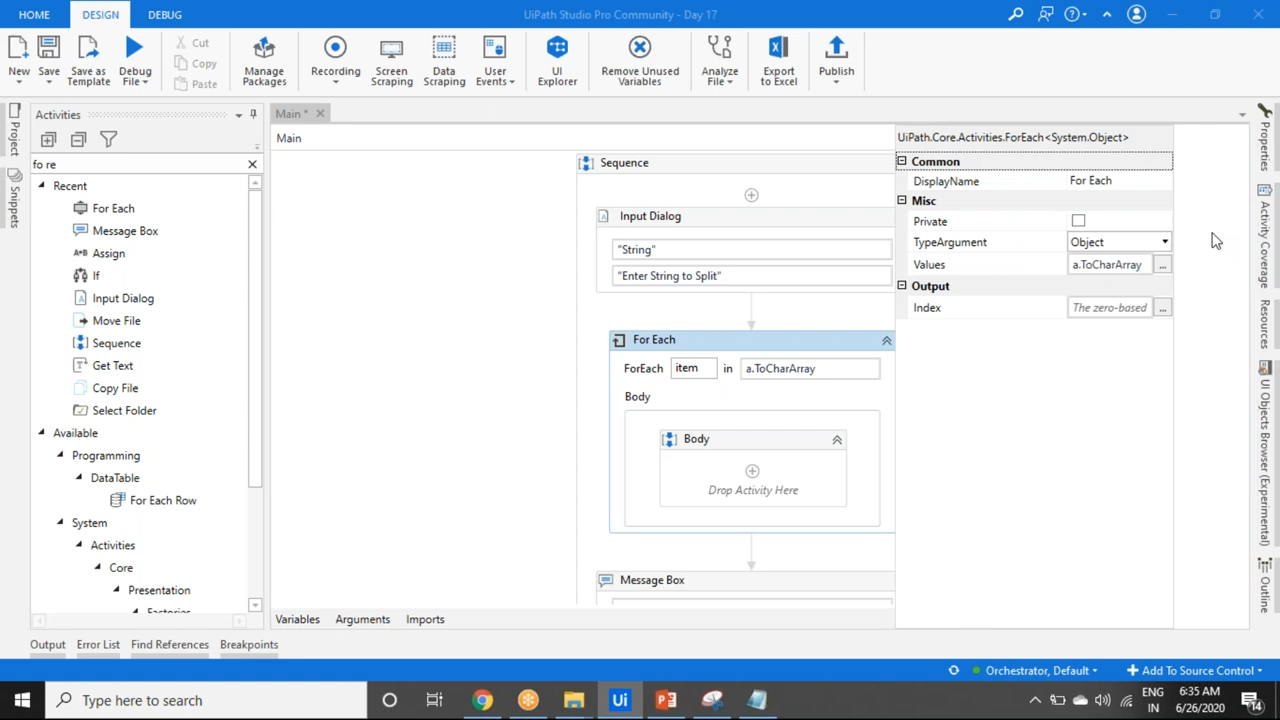 HOME DESIGN DEBUG UiPath Studio Pro Community - Day 17
New Save Save as Template Debug File Cut Copy Paste Manage Packages Recording Screen Scraping Data Scraping User Events UI Explorer Remove Unused Variables Analyze File Export to Excel Publish
Activities
fo re
Recent
For Each
Message Box
A*B Assign
If
Input Dialog
Move File
Sequence
Get Text
Copy File
Select Folder
Available
Programming
DataTable
For Each Row
System
Activities
Core
Presentation
Factories
Project
Snippets
Main *
Main
Sequence
Input Dialog
"String"
"Enter String to Split"
For Each
ForEach item in a.ToCharArray
Body
Body
Drop Activity Here
Message Box
Variables Arguments Imports
UiPath.Core.Activities.ForEach<System.Object>
Common
DisplayName For Each
Misc
Private
TypeArgument Object
Values a.ToCharArray ...
Output
Index The zero-based ...
Properties
Activity Coverage
Resources
UI Objects Browser (Experimental)
Outline
Output Error List Find References Breakpoints
Orchestrator, Default Add To Source Control
Type here to search
Ui
ENG
IN
6:35 AM
6/26/2020
14